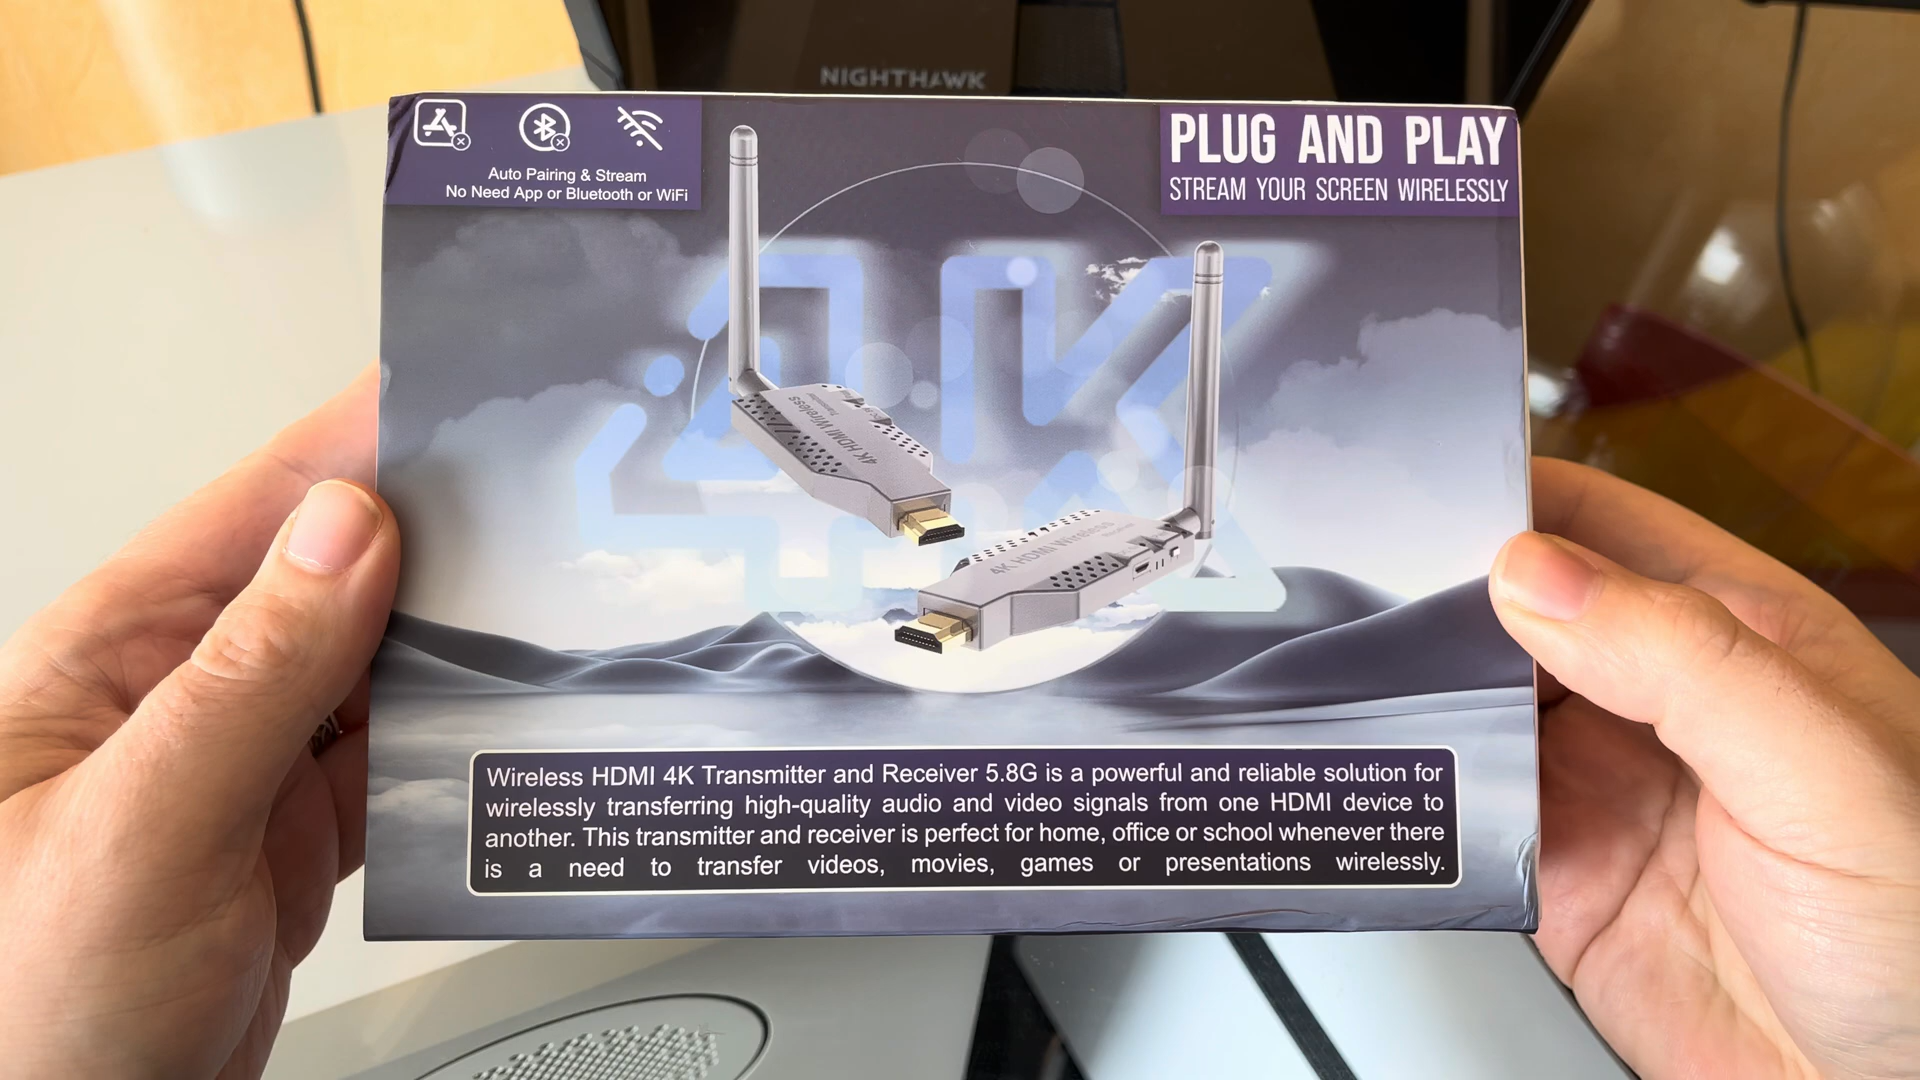 NIGHTHAWK
Auto Pairing & Stream
No Need App or Bluetooth or WiFi
PLUG AND PLAY
STREAM YOUR SCREEN WIRELESSLY
4K
4K HDMI Wireless
Transmitter
4K HDMI Wireless
Wireless HDMI 4K Transmitter and Receiver 5.8G is a powerful and reliable solution for
wirelessly transferring high-quality audio and video signals from one HDMI device to
another. This transmitter and receiver is perfect for home, office or school whenever there
is a need to transfer videos, movies, games or presentations wirelessly.